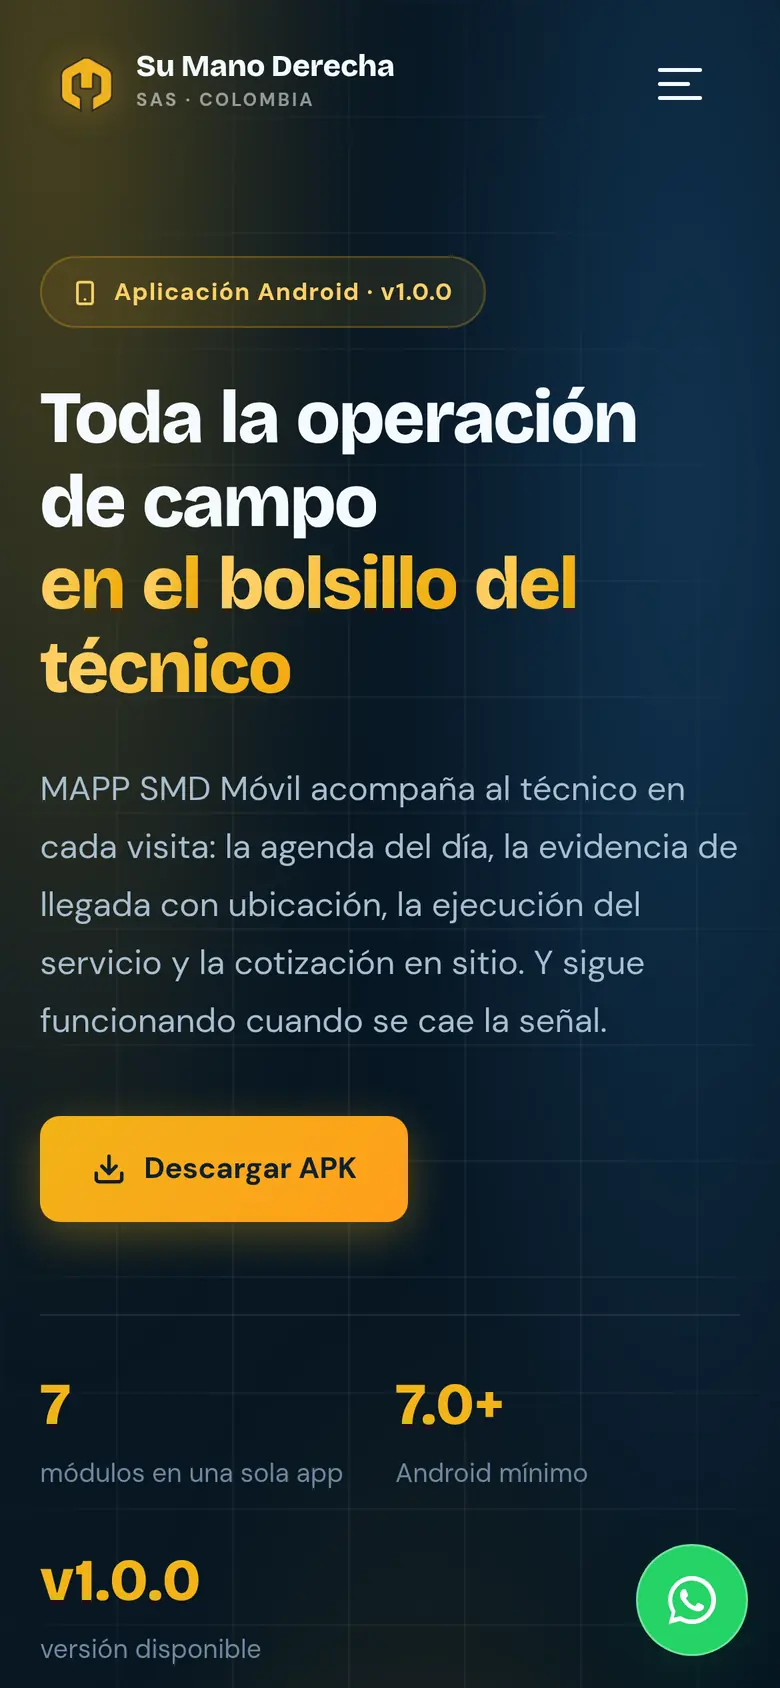 Su Mano Derecha
SAS · COLOMBIA
Aplicación Android · v1.0.0
Toda la operación
de campo
en el bolsillo del
técnico
MAPP SMD Móvil acompaña al técnico en
cada visita: la agenda del día, la evidencia de
llegada con ubicación, la ejecución del
servicio y la cotización en sitio. Y sigue
funcionando cuando se cae la señal.
Descargar APK
7
módulos en una sola app
7.0+
Android mínimo
v1.0.0
versión disponible